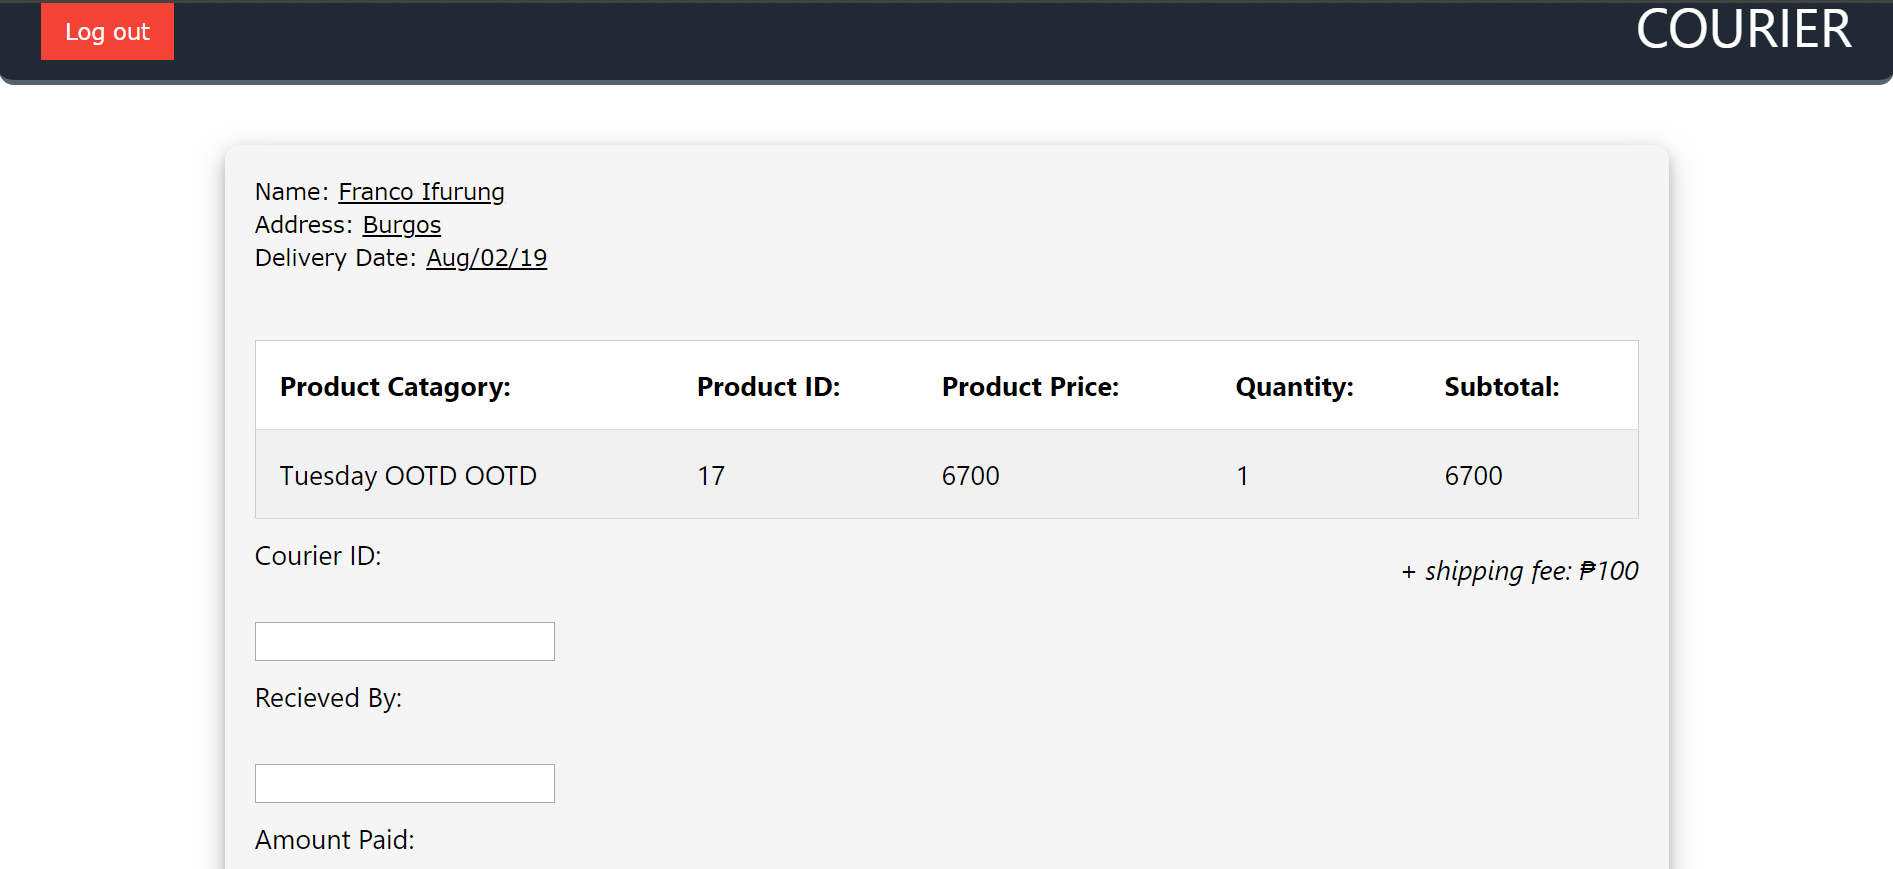 Log out
COURIER
Name: Franco Ifurung
Address: Burgos
Delivery Date: Aug/02/19
Product Catagory: Product ID: Product Price: Quantity: Subtotal:
Tuesday OOTD OOTD 17 6700 1 6700
Courier ID:
+ shipping fee: ₱100
Recieved By:
Amount Paid: